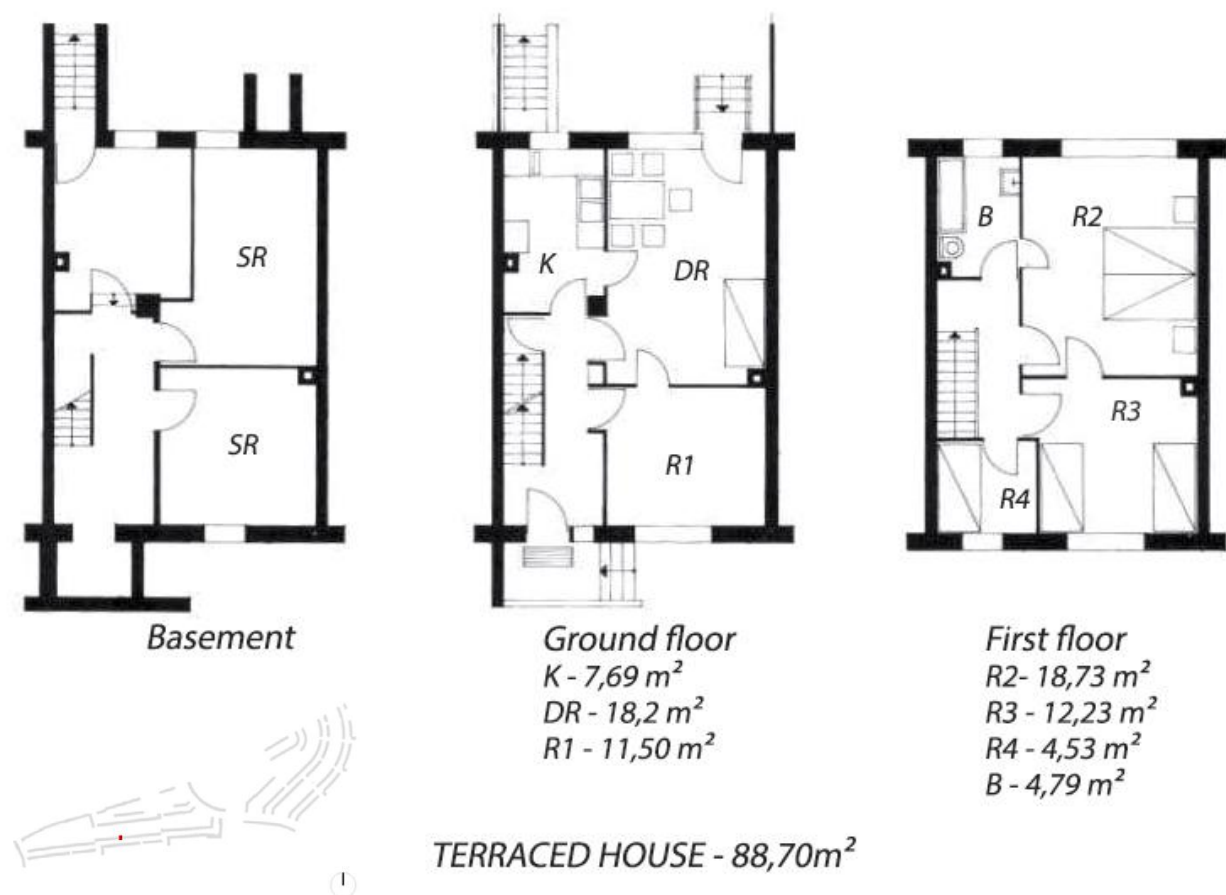 SR
SR
Basement
K
DR
R1
Ground floor
K - 7,69 m²
DR - 18,2 m²
R1 - 11,50 m²
B
R2
R3
R4
First floor
R2- 18,73 m²
R3 - 12,23 m²
R4 - 4,53 m²
B - 4,79 m²
TERRACED HOUSE - 88,70m²